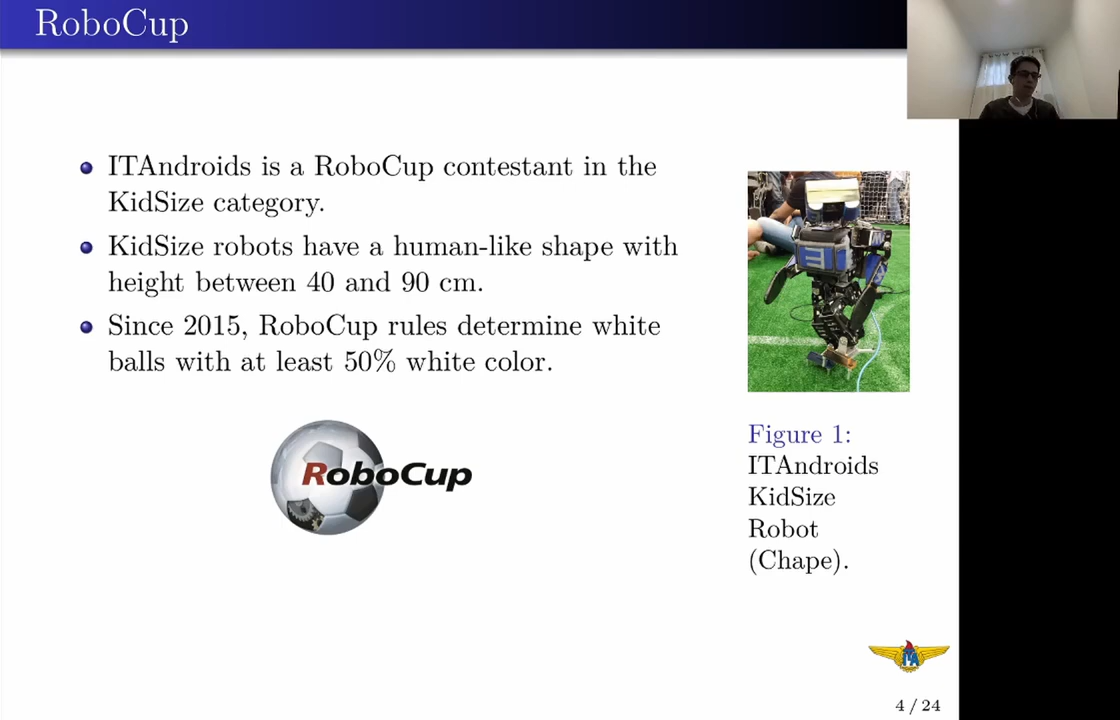 RoboCup
ITAndroids is a RoboCup contestant in the
KidSize category.
KidSize robots have a human-like shape with
height between 40 and 90 cm.
Since 2015, RoboCup rules determine white
balls with at least 50% white color.
RoboCup
Figure 1:
ITAndroids
KidSize
Robot
(Chape).
ITA
4 / 24